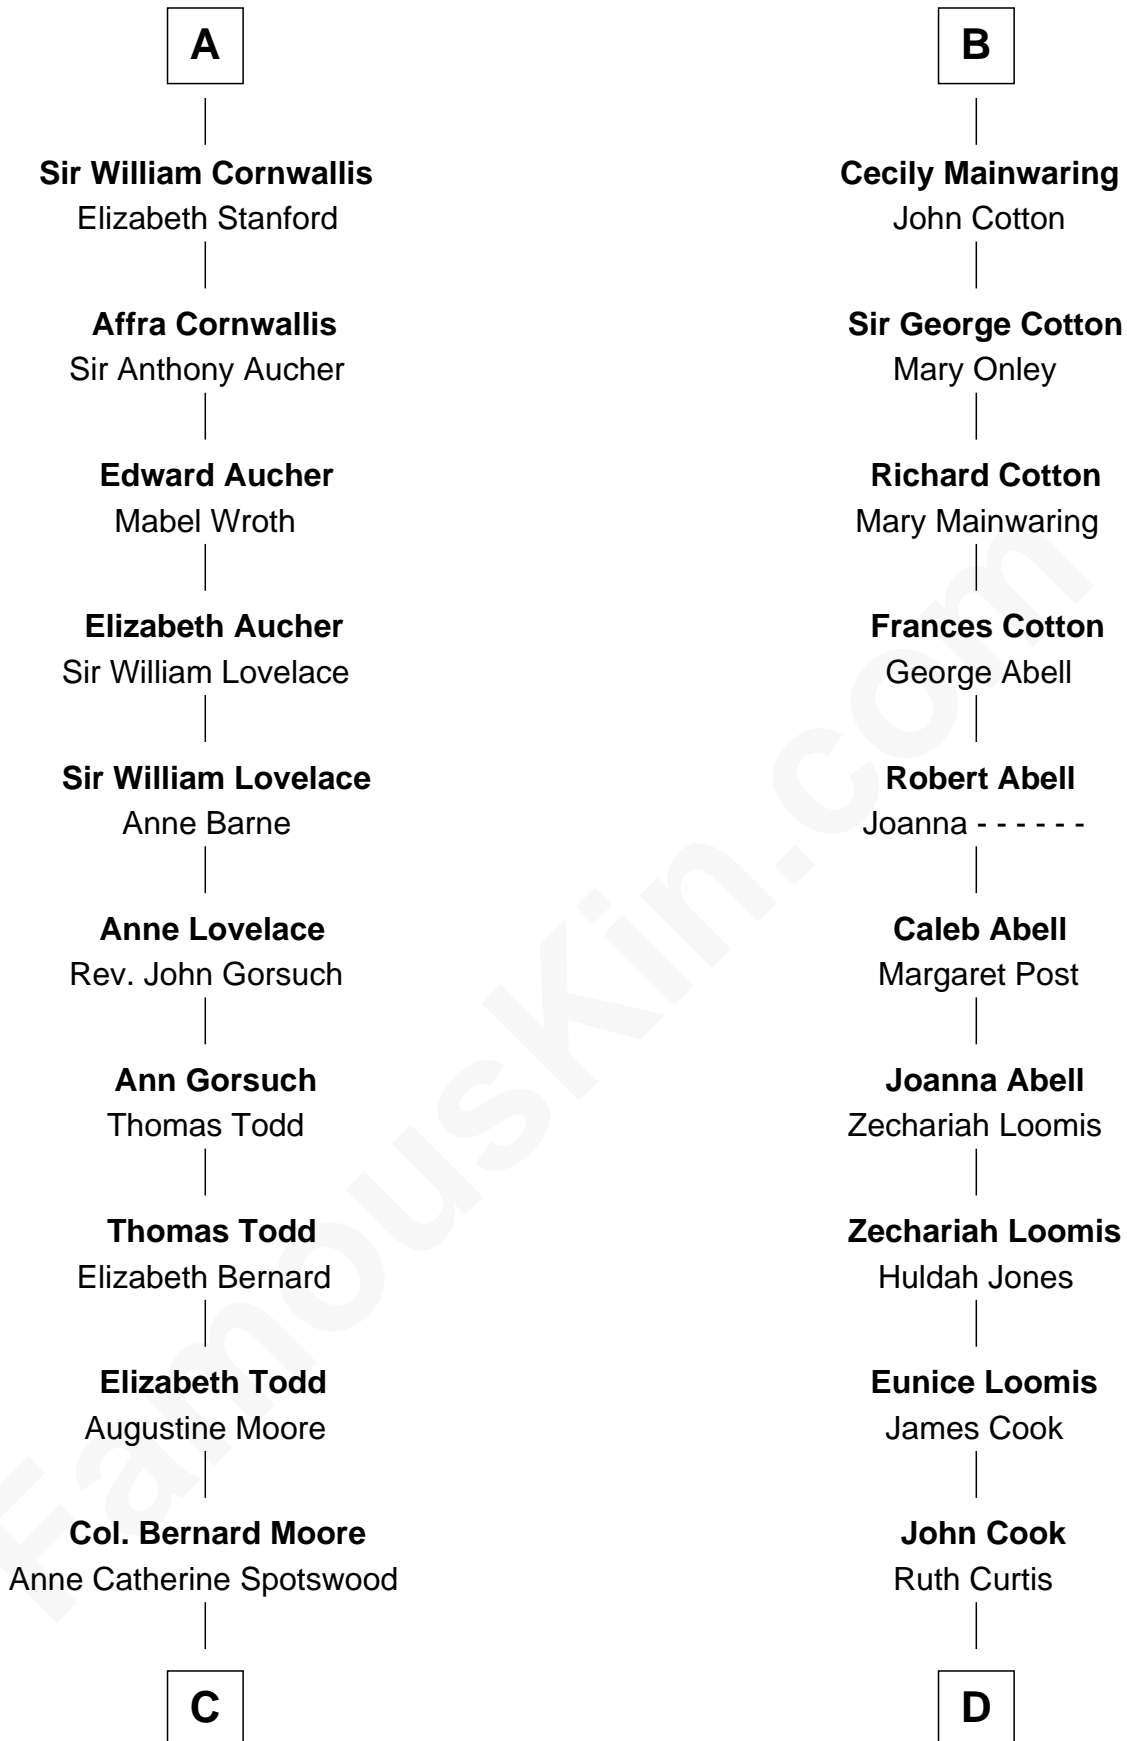 A
Sir William Cornwallis
Elizabeth Stanford
Affra Cornwallis
Sir Anthony Aucher
Edward Aucher
Mabel Wroth
Elizabeth Aucher
Sir William Lovelace
Sir William Lovelace
Anne Barne
Anne Lovelace
Rev. John Gorsuch
Ann Gorsuch
Thomas Todd
Thomas Todd
Elizabeth Bernard
Elizabeth Todd
Augustine Moore
Col. Bernard Moore
Anne Catherine Spotswood
C
B
Cecily Mainwaring
John Cotton
Sir George Cotton
Mary Onley
Richard Cotton
Mary Mainwaring
Frances Cotton
George Abell
Robert Abell
Joanna - - - - - -
Caleb Abell
Margaret Post
Joanna Abell
Zechariah Loomis
Zechariah Loomis
Huldah Jones
Eunice Loomis
James Cook
John Cook
Ruth Curtis
D
FamousKin.com